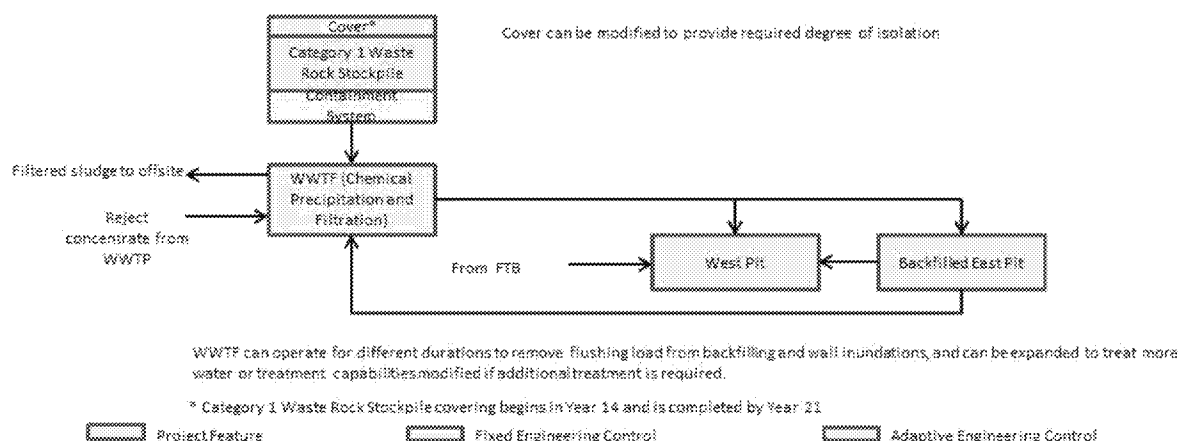 Cover*
Cover can be modified to provide required degree of isolation
Category 1 Waste
Rock Stockpile
Containment
System
Filtered sludge to offsite
WWTF (Chemical
Precipitation and
Filtration)
Reject
concentrate from
WWTP
From FTB
West Pit
Backfilled East Pit
WWTF can operate for different durations to remove flushing load from backfilling and wall inundations, and can be expanded to treat more
water or treatment capabilities modified if additional treatment is required.
* Category 1 Waste Rock Stockpile covering begins in Year 14 and is completed by Year 21
Project Feature
Fixed Engineering Control
Adaptive Engineering Control